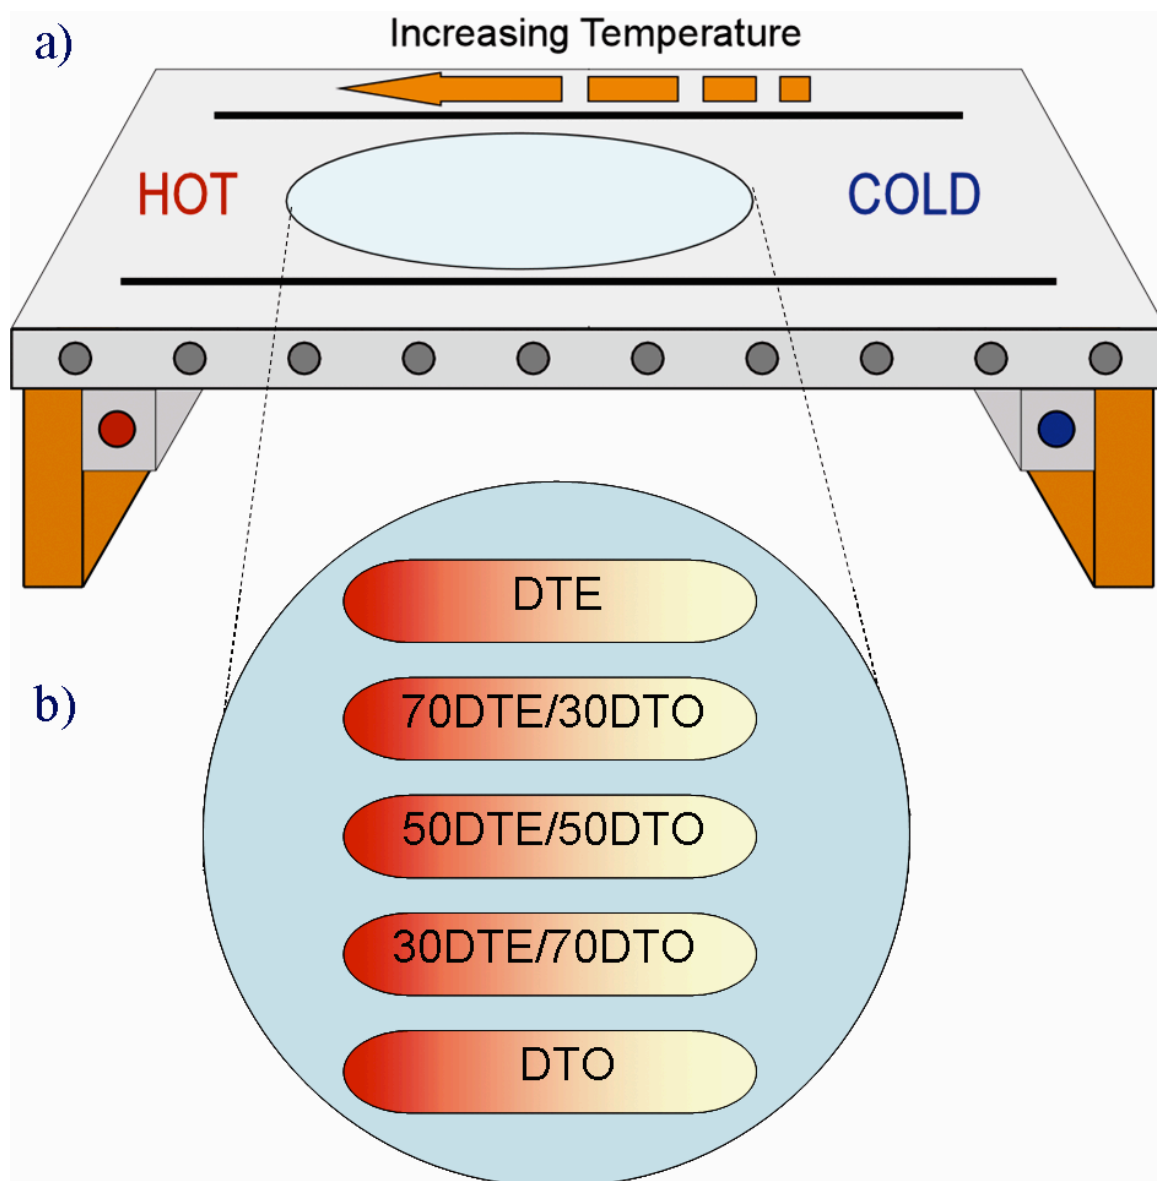 a)
Increasing Temperature
HOT
COLD
b)
DTE
70DTE/30DTO
50DTE/50DTO
30DTE/70DTO
DTO